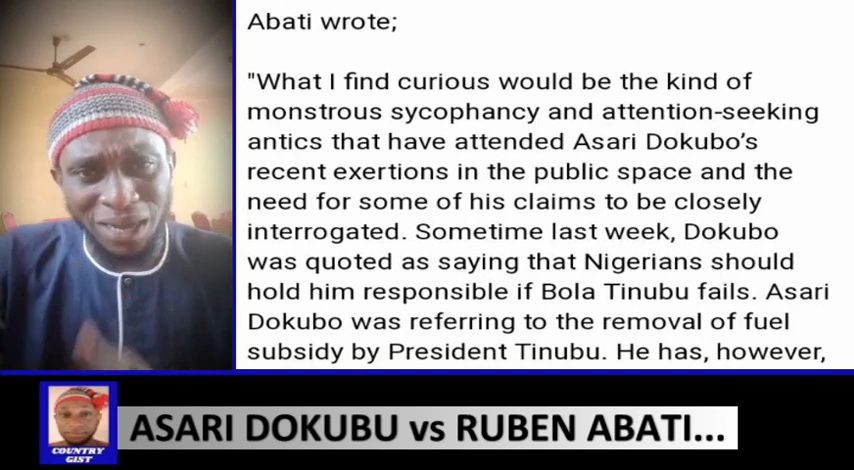 Abati wrote;
"What I find curious would be the kind of
monstrous sycophancy and attention-seeking
antics that have attended Asari Dokubo’s
recent exertions in the public space and the
need for some of his claims to be closely
interrogated. Sometime last week, Dokubo
was quoted as saying that Nigerians should
hold him responsible if Bola Tinubu fails. Asari
Dokubo was referring to the removal of fuel
subsidy by President Tinubu. He has, however,
COUNTRY
GIST
ASARI DOKUBU vs RUBEN ABATI...